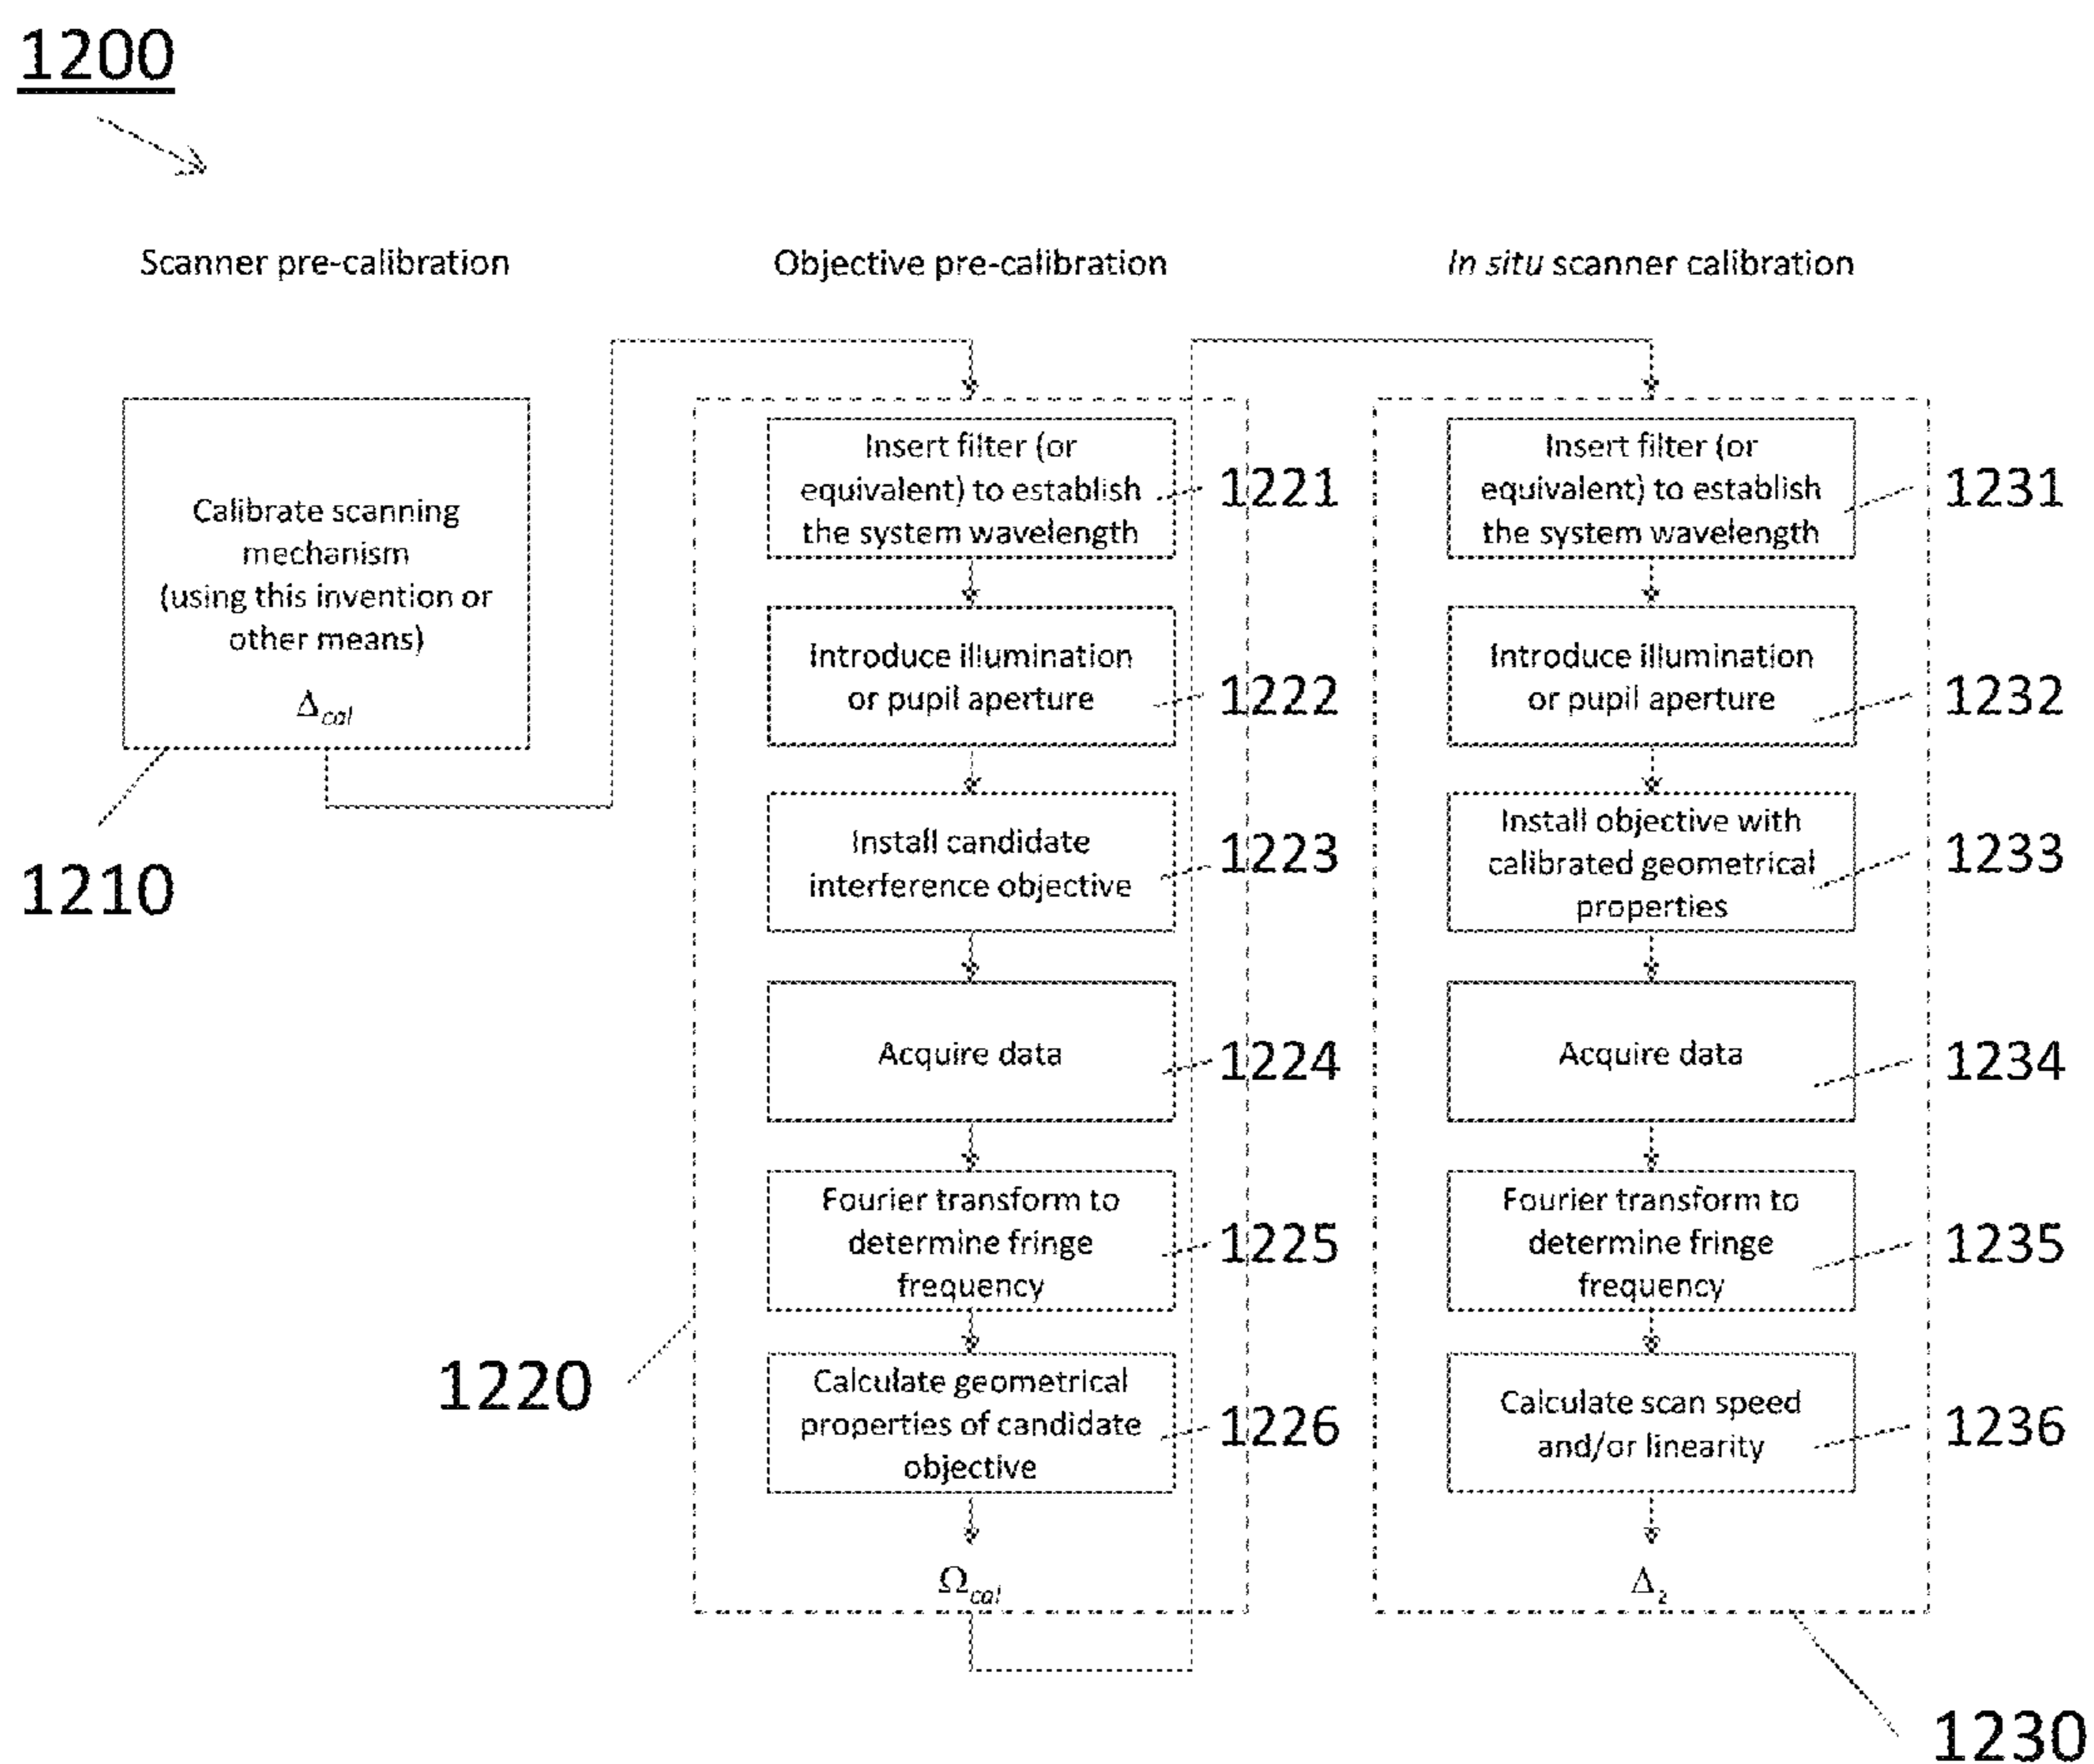 1200
Scanner pre-calibration
Objective pre-calibration
In situ scanner calibration
Calibrate scanning
mechanism
(using this invention or
other means)
Δcal
1210
Insert filter (or
equivalent) to establish
the system wavelength
1221
Introduce illumination
or pupil aperture
1222
Install candidate
interference objective
1223
Acquire data
1224
Fourier transform to
determine fringe
frequency
1225
Calculate geometrical
properties of candidate
objective
1226
Ωcal
1220
Insert filter (or
equivalent) to establish
the system wavelength
1231
Introduce illumination
or pupil aperture
1232
Install objective with
calibrated geometrical
properties
1233
Acquire data
1234
Fourier transform to
determine fringe
frequency
1235
Calculate scan speed
and/or linearity
1236
Δz
1230